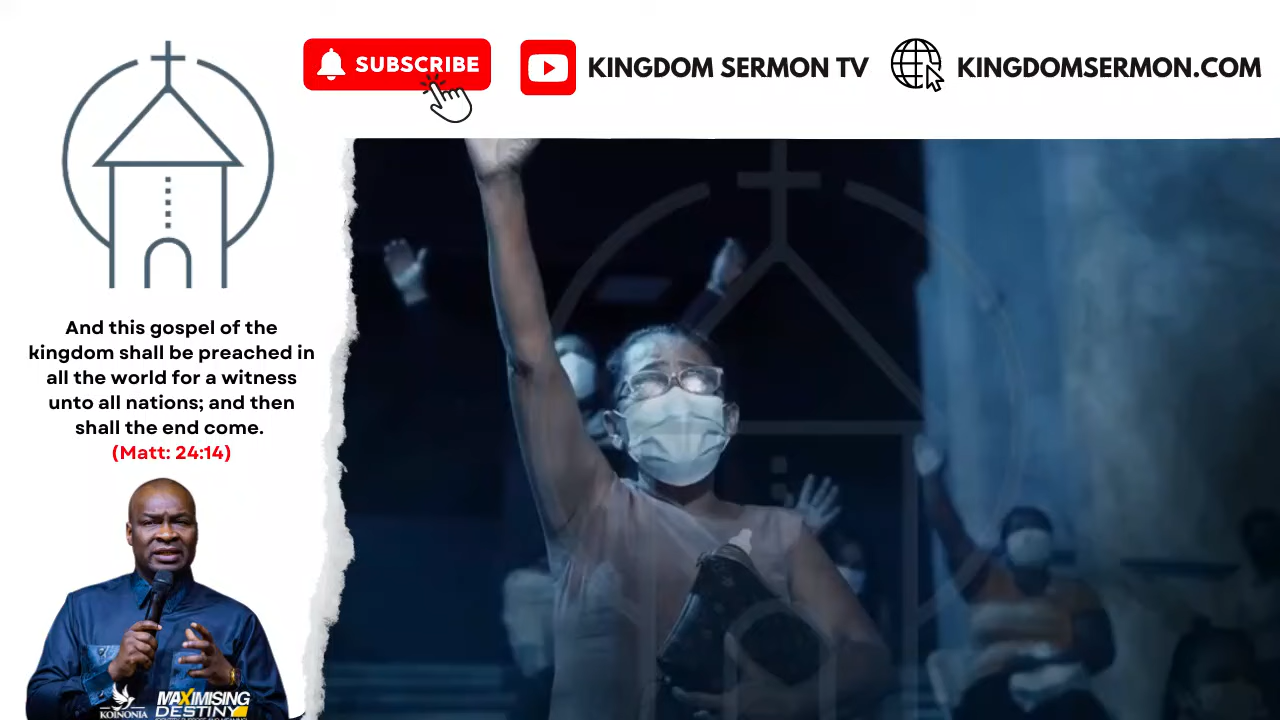 SUBSCRIBE
KINGDOM SERMON TV
KINGDOMSERMON.COM
And this gospel of the
kingdom shall be preached in
all the world for a witness
unto all nations; and then
shall the end come.
(Matt: 24:14)
KOINONIA
MAXIMISING
DESTINY